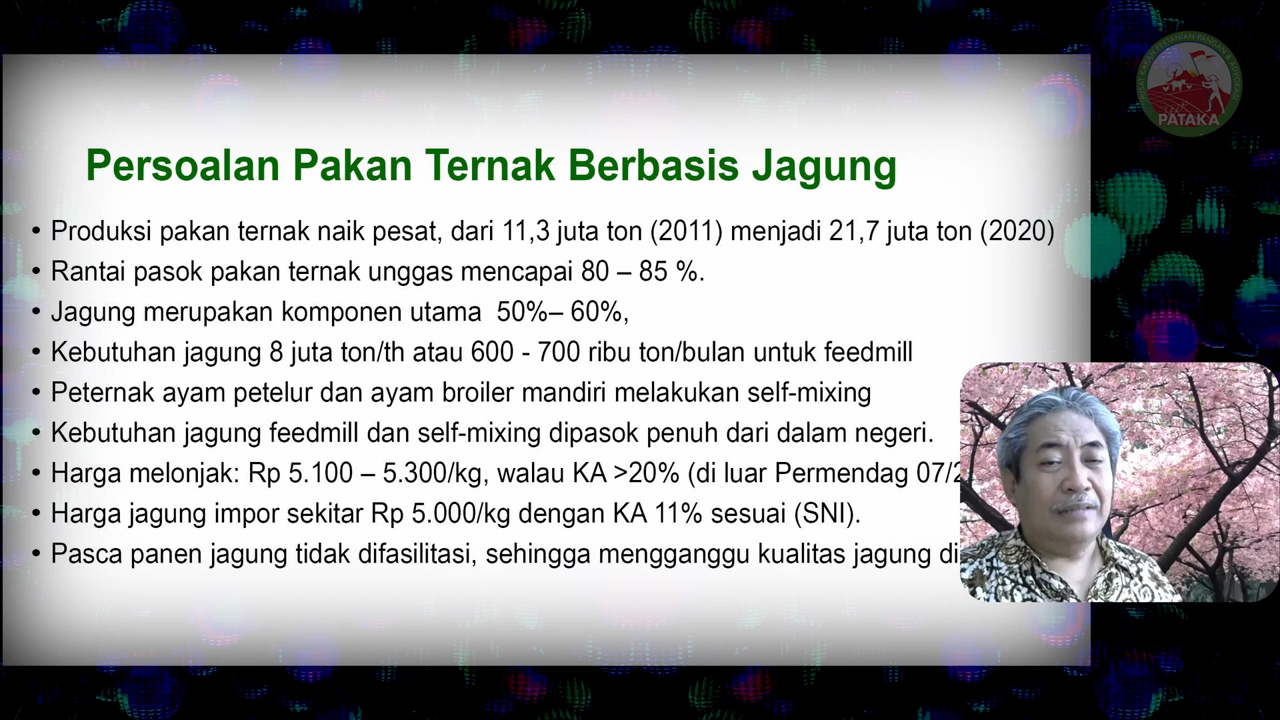 Persoalan Pakan Ternak Berbasis Jagung
• Produksi pakan ternak naik pesat, dari 11,3 juta ton (2011) menjadi 21,7 juta ton (2020)
• Rantai pasok pakan ternak unggas mencapai 80 – 85 %.
• Jagung merupakan komponen utama 50%– 60%,
• Kebutuhan jagung 8 juta ton/th atau 600 - 700 ribu ton/bulan untuk feedmill
• Peternak ayam petelur dan ayam broiler mandiri melakukan self-mixing
• Kebutuhan jagung feedmill dan self-mixing dipasok penuh dari dalam negeri.
• Harga melonjak: Rp 5.100 – 5.300/kg, walau KA >20% (di luar Permendag 07/2
• Harga jagung impor sekitar Rp 5.000/kg dengan KA 11% sesuai (SNI).
• Pasca panen jagung tidak difasilitasi, sehingga mengganggu kualitas jagung di
PATAKA